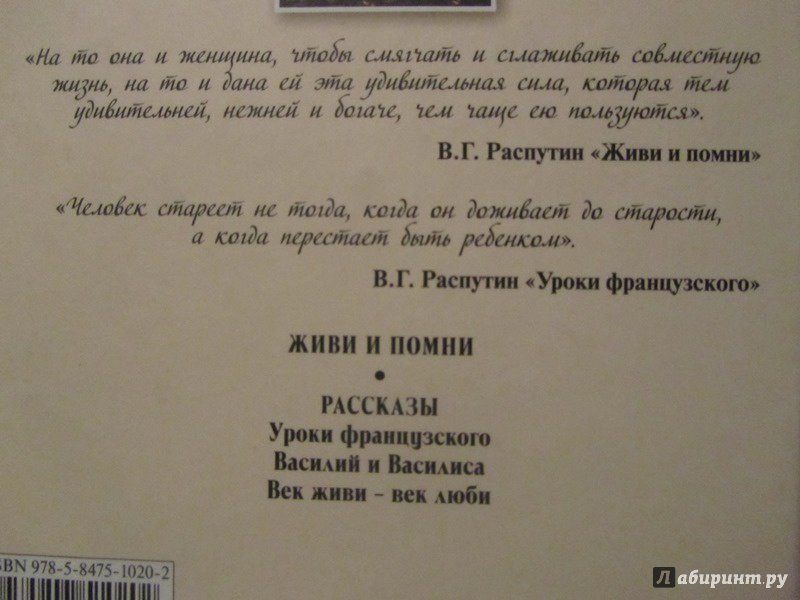 «На то она и женщина, чтобы смягчать и сглаживать совместную
жизнь, на то и дана ей эта удивительная сила, которая тем
удивительней, нежней и богаче, чем чаще ею пользуются».
В.Г. Распутин «Живи и помни»
«Человек стареет не тогда, когда он доживает до старости,
а когда перестает быть ребенком».
В.Г. Распутин «Уроки французского»
ЖИВИ И ПОМНИ
•
РАССКАЗЫ
Уроки французского
Василий и Василиса
Век живи – век люби
ISBN 978-5-8475-1020-2
Лабиринт.ру